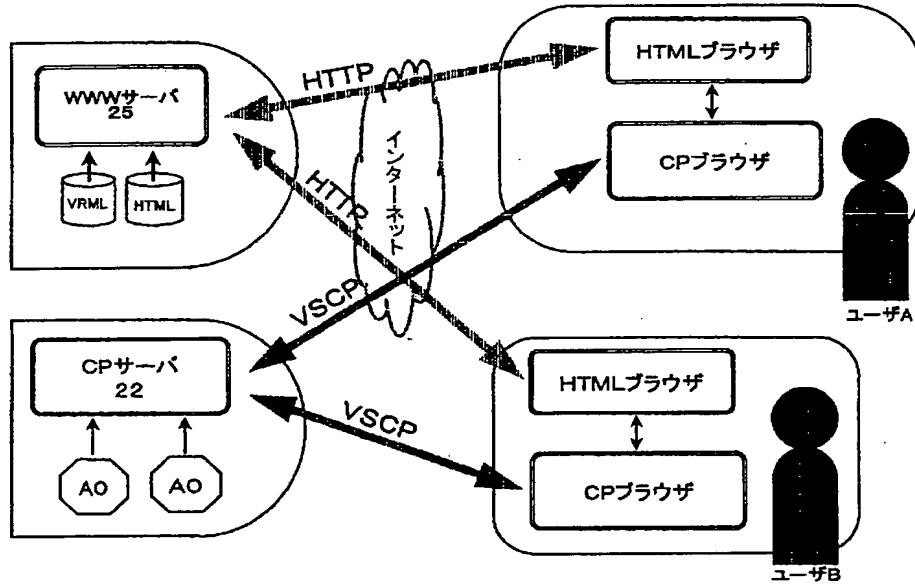 WWWサーバ
25
VRML
HTML
HTTP
HTTP
インターネット
HTMLブラウザ
CPブラウザ
ユーザA
CPサーバ
22
AO
AO
VSCP
VSCP
HTMLブラウザ
CPブラウザ
ユーザB